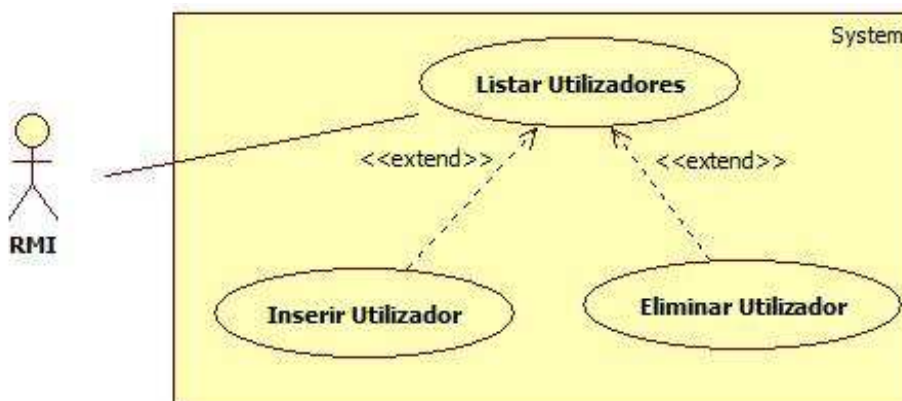 System
Listar Utilizadores
<<extend>>
<<extend>>
RMI
Inserir Utilizador
Eliminar Utilizador